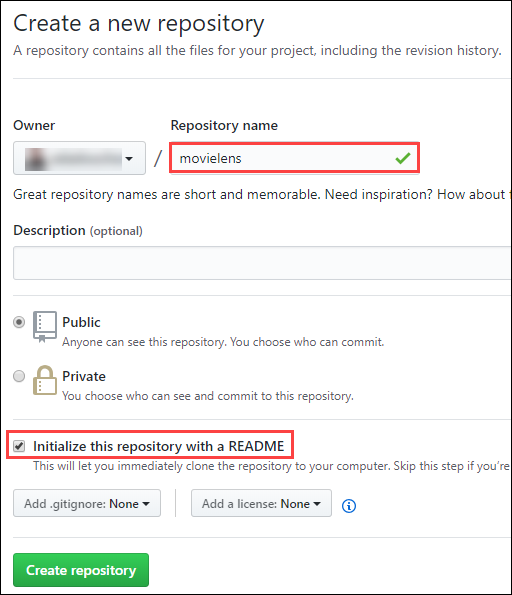 Create a new repository
A repository contains all the files for your project, including the revision history.
Owner
Repository name
/
movielens
Great repository names are short and memorable. Need inspiration? How about
Description (optional)
Public
Anyone can see this repository. You choose who can commit.
Private
You choose who can see and commit to this repository.
Initialize this repository with a README
This will let you immediately clone the repository to your computer. Skip this step if you're
Add .gitignore: None
Add a license: None
Create repository